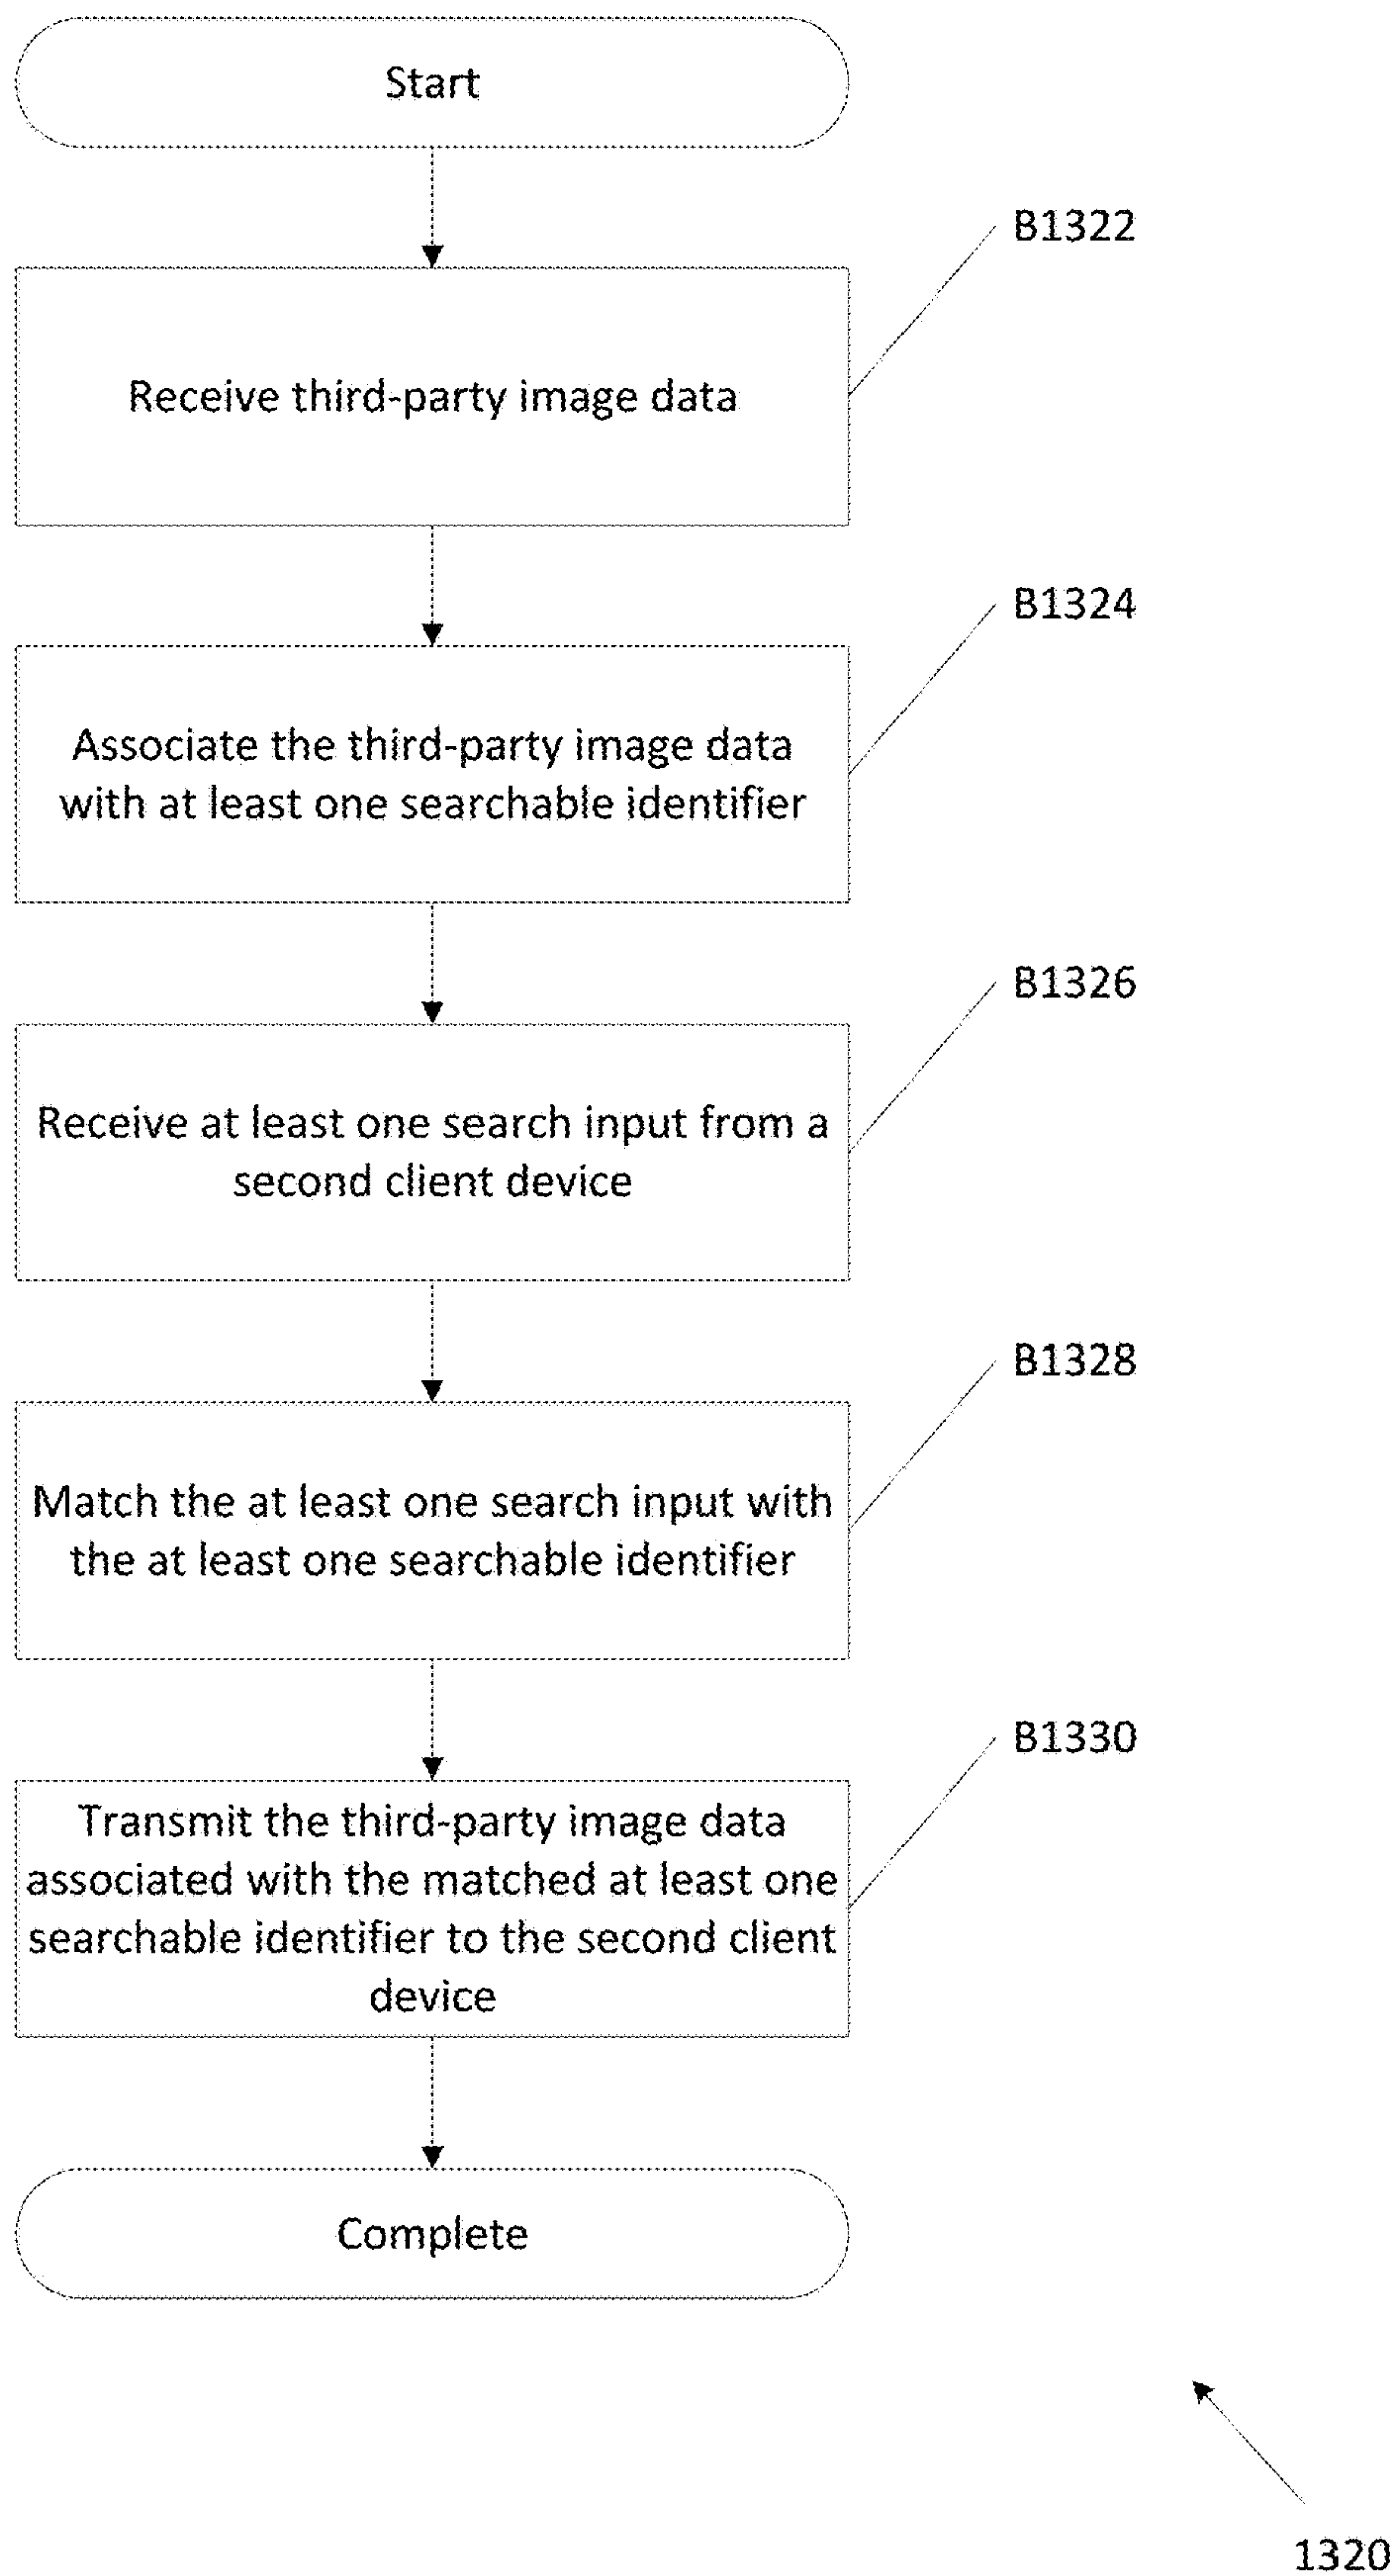 Start
B1322
Receive third-party image data
B1324
Associate the third-party image data
with at least one searchable identifier
B1326
Receive at least one search input from a
second client device
B1328
Match the at least one search input with
the at least one searchable identifier
B1330
Transmit the third-party image data
associated with the matched at least one
searchable identifier to the second client
device
Complete
1320